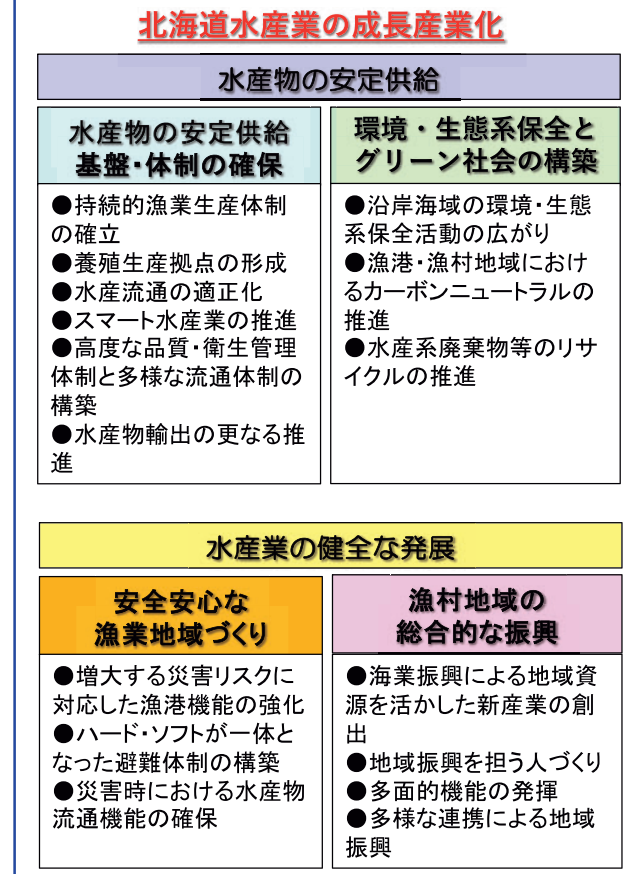 北海道水産業の成長産業化
水産物の安定供給
水産物の安定供給
基盤・体制の確保
●持続的漁業生産体制
の確立
●養殖生産拠点の形成
●水産流通の適正化
●スマート水産業の推進
●高度な品質・衛生管理
体制と多様な流通体制の
構築
●水産物輸出の更なる推
進
環境・生態系保全と
グリーン社会の構築
●沿岸海域の環境・生態
系保全活動の広がり
●漁港・漁村地域におけ
るカーボンニュートラルの
推進
●水産系廃棄物等のリサ
イクルの推進
水産業の健全な発展
安全安心な
漁業地域づくり
●増大する災害リスクに
対応した漁港機能の強化
●ハード・ソフトが一体と
なった避難体制の構築
●災害時における水産物
流通機能の確保
漁村地域の
総合的な振興
●海業振興による地域資
源を活かした新産業の創
出
●地域振興を担う人づくり
●多面的機能の発揮
●多様な連携による地域
振興